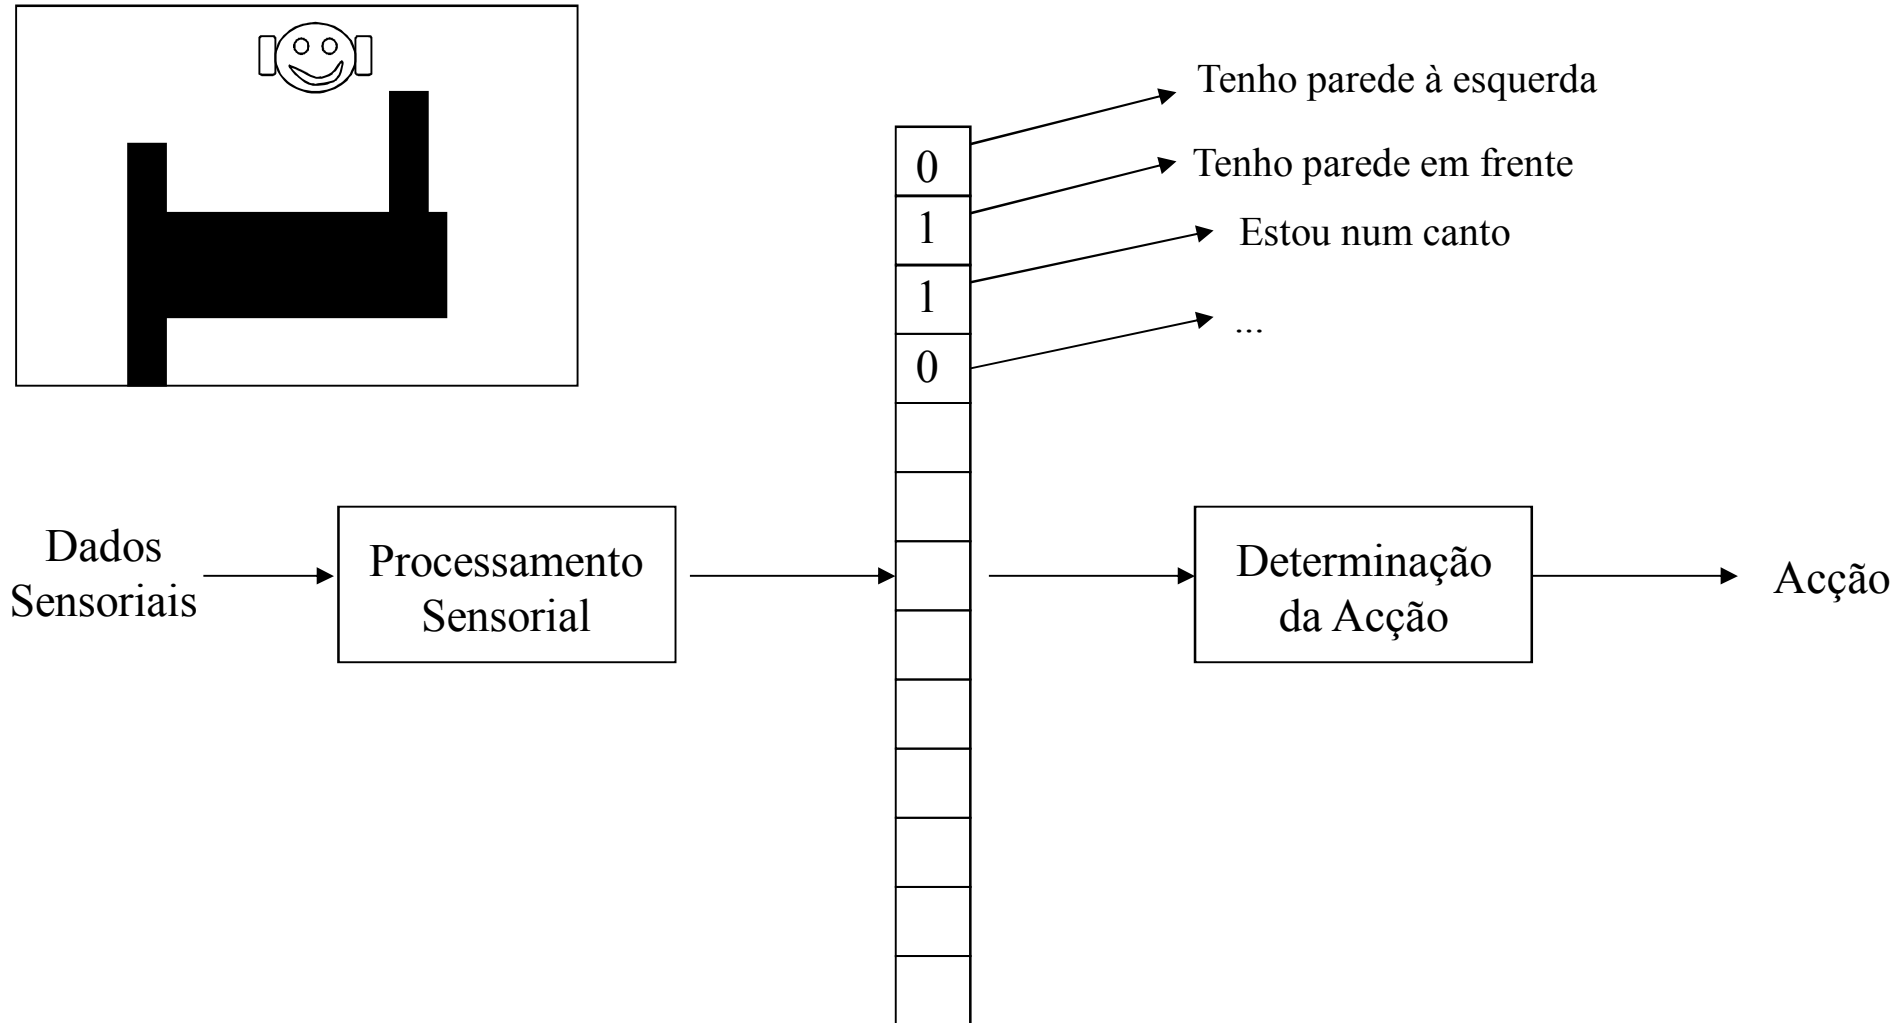 Tenho parede à esquerda
0
Tenho parede em frente
1
Estou num canto
1
...
0
Dados
Sensoriais
Processamento
Sensorial
Determinação
da Acção
Acção